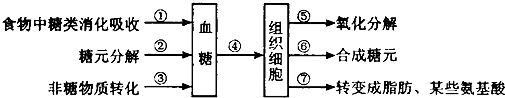 食物中糖类消化吸收 ① 血糖 ④ 组织细胞 ⑤ 氧化分解
糖元分解 ② ⑥ 合成糖元
非糖物质转化 ③ ⑦ 转变成脂肪、某些氨基酸